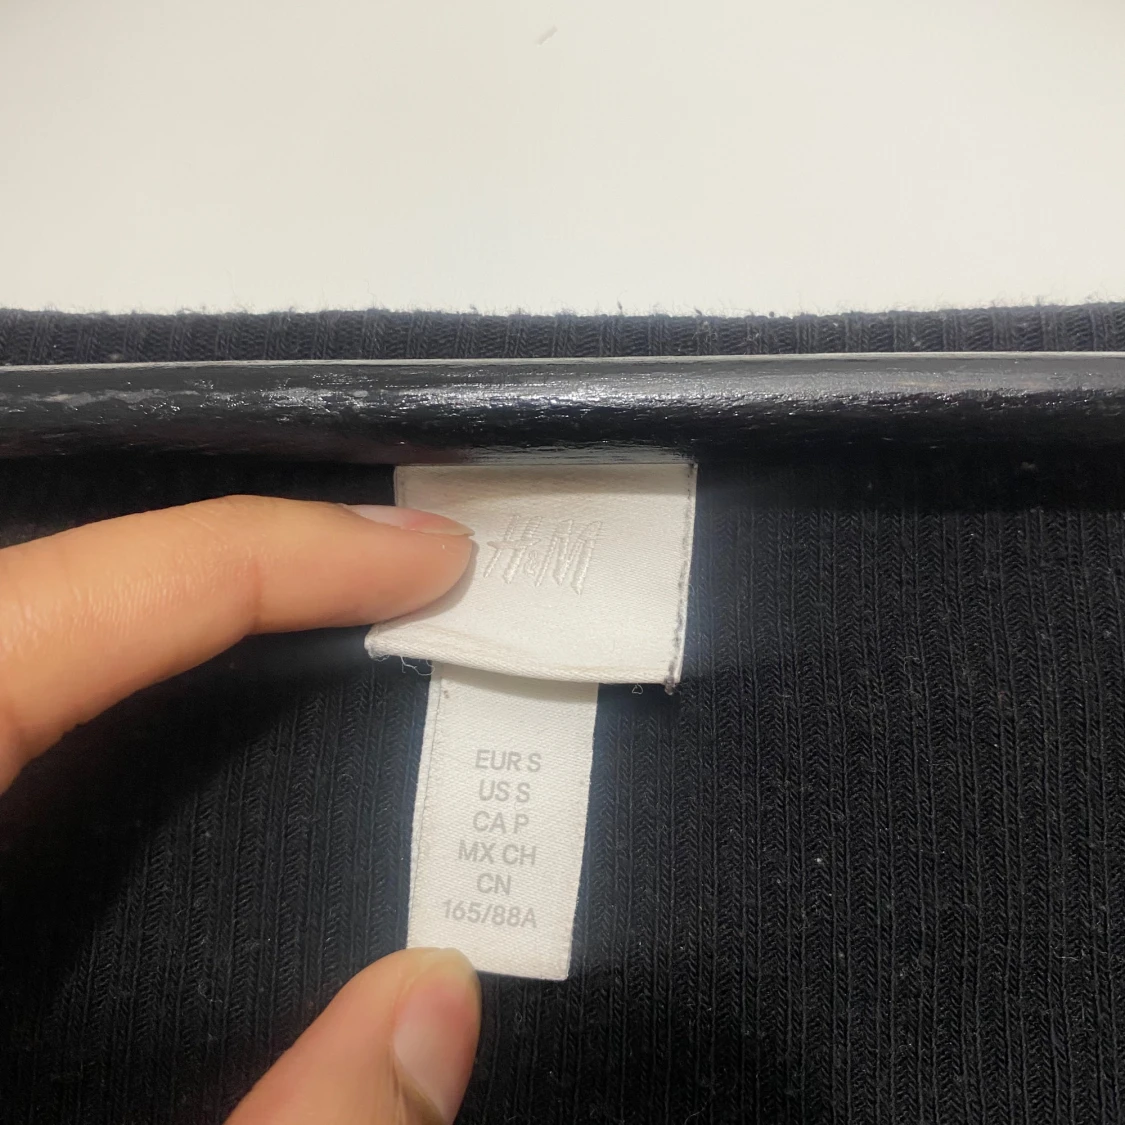 H&M
EUR S
US S
CA P
MX CH
CN
165/88A